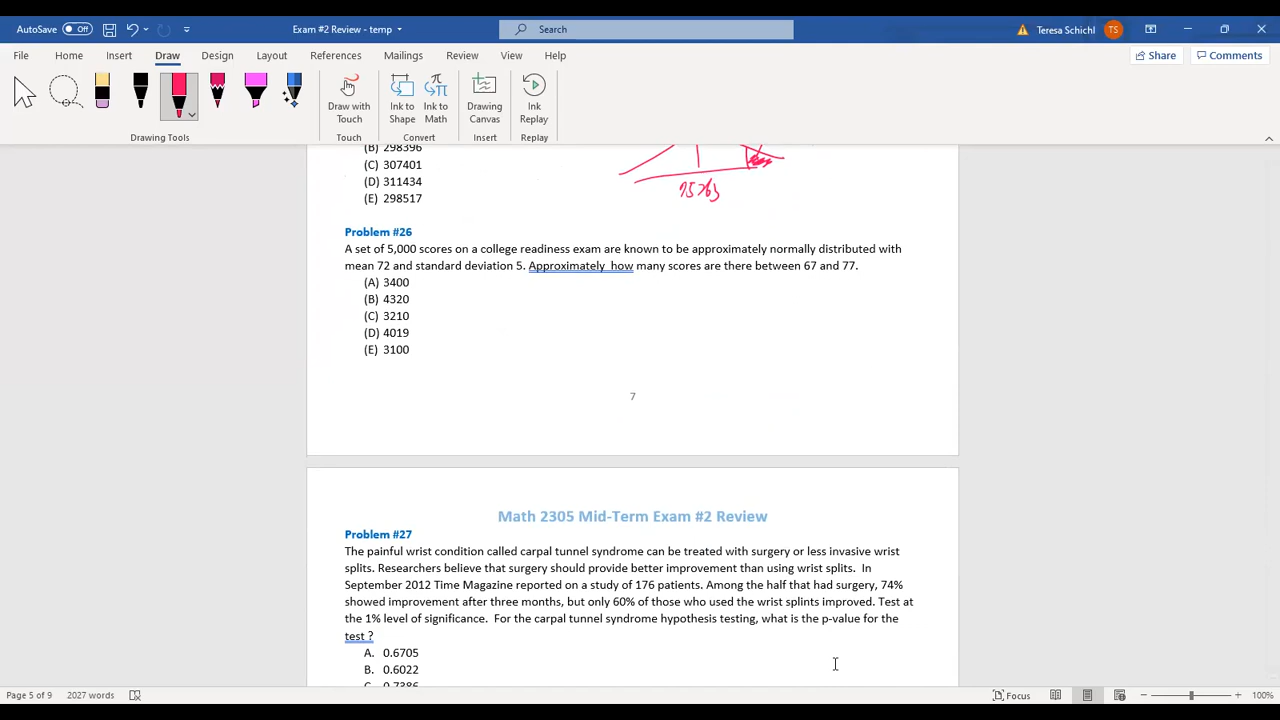 AutoSave Off Exam #2 Review - temp Search Teresa Schichl TS
File Home Insert Draw Design Layout References Mailings Review View Help Share Comments
Draw with Touch
Ink to Shape
Ink to Math
Drawing Canvas
Ink Replay
Drawing Tools Touch Convert Insert Replay
(B) 298396
(C) 307401
(D) 311434
(E) 298517
Problem #26
A set of 5,000 scores on a college readiness exam are known to be approximately normally distributed with
mean 72 and standard deviation 5. Approximately how many scores are there between 67 and 77.
(A) 3400
(B) 4320
(C) 3210
(D) 4019
(E) 3100
7
Math 2305 Mid-Term Exam #2 Review
Problem #27
The painful wrist condition called carpal tunnel syndrome can be treated with surgery or less invasive wrist
splits. Researchers believe that surgery should provide better improvement than using wrist splits. In
September 2012 Time Magazine reported on a study of 176 patients. Among the half that had surgery, 74%
showed improvement after three months, but only 60% of those who used the wrist splints improved. Test at
the 1% level of significance. For the carpal tunnel syndrome hypothesis testing, what is the p-value for the
test ?
A. 0.6705
B. 0.6022
C. 0.7386
Page 5 of 9 2027 words Focus 100%